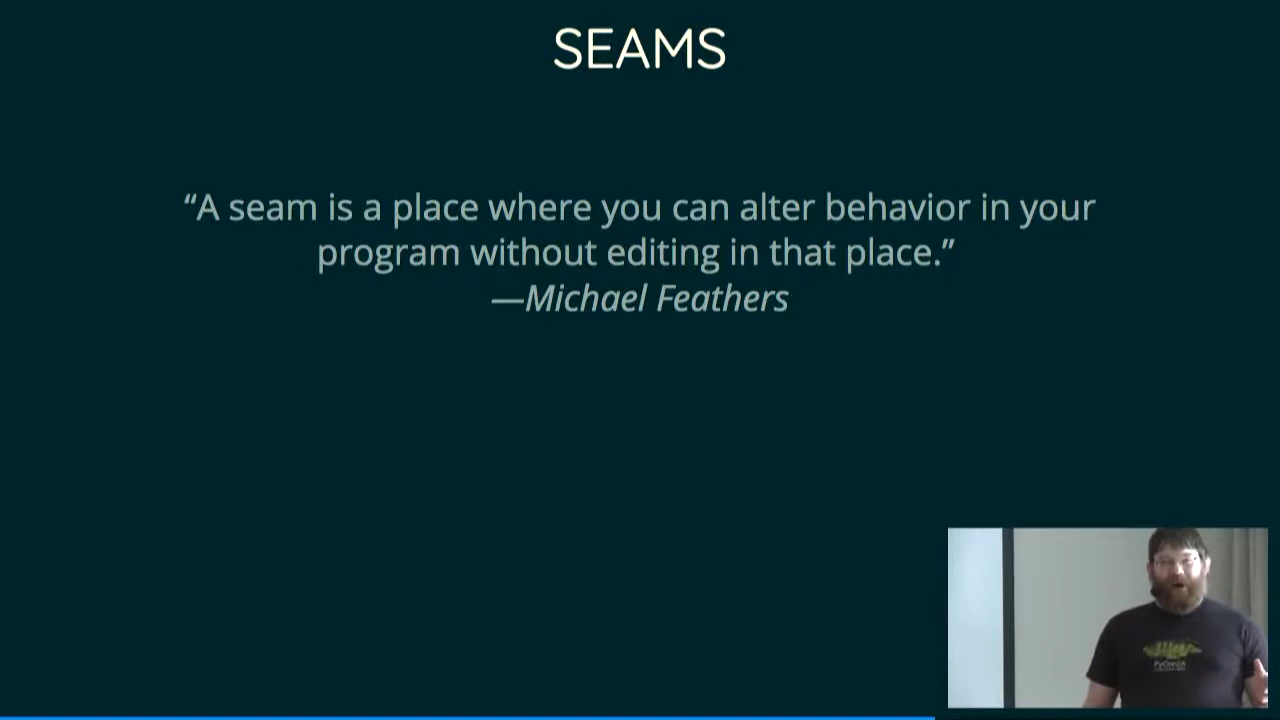 SEAMS
“A seam is a place where you can alter behavior in your
program without editing in that place.”
—Michael Feathers
PyConZA